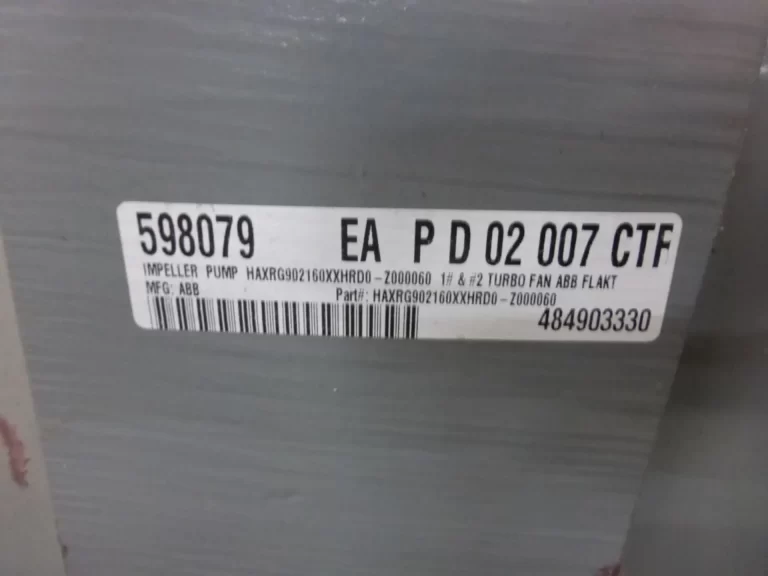 598079 EA P D 02 007 CTF
IMPELLER PUMP HAXRG902160XXHRD0-Z000060 1# & #2 TURBO FAN ABB FLAKT
MFG: ABB Part#: HAXRG902160XXHRD0-Z000060
484903330